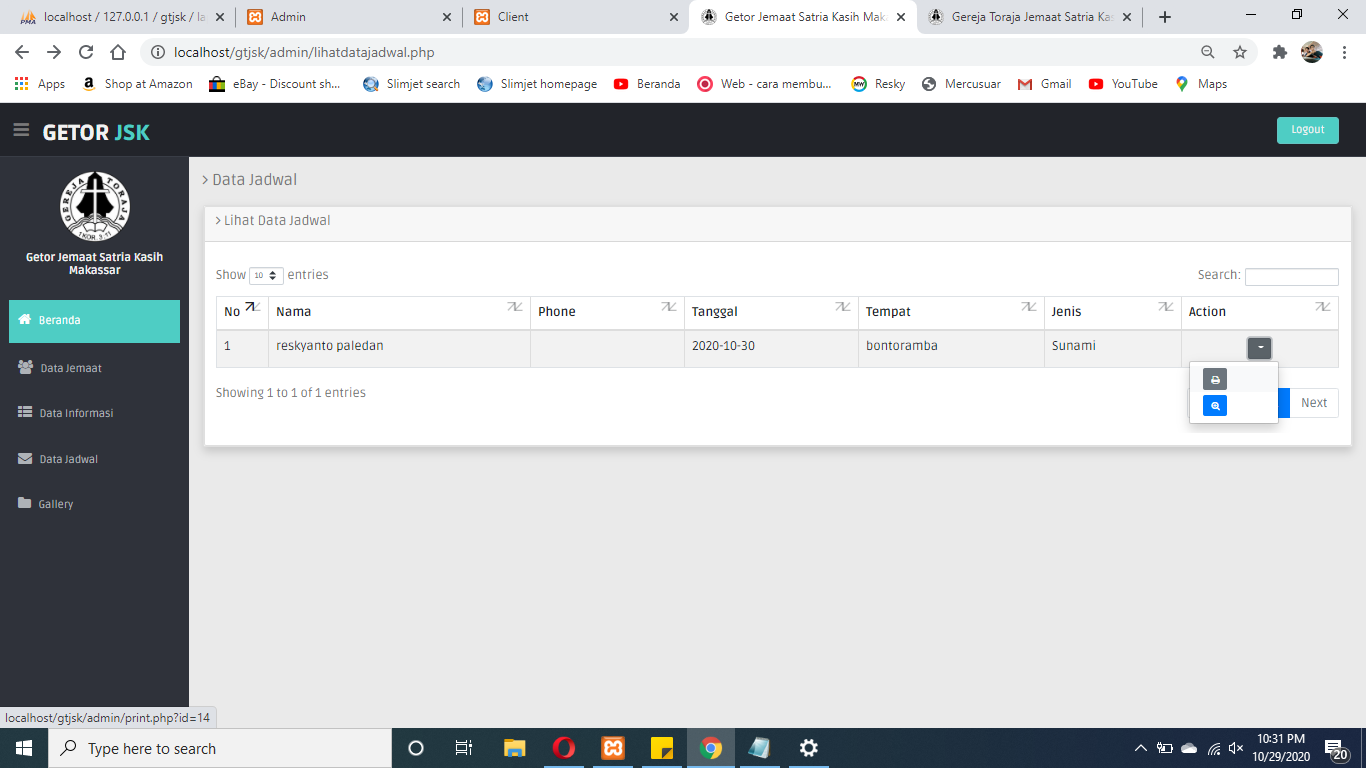 localhost / 127.0.0.1 / gtjsk / la
Admin
Client
Getor Jemaat Satria Kasih Mak
Gereja Toraja Jemaat Satria Kas
localhost/gtjsk/admin/lihatdatajadwal.php
Apps
Shop at Amazon
eBay - Discount sh...
Slimjet search
Slimjet homepage
Beranda
Web - cara membu...
Resky
Mercusuar
Gmail
YouTube
Maps
GETOR JSK
Logout
GEREJA TORAJA
1 KOR. 3:11
Getor Jemaat Satria Kasih
Makassar
Beranda
Data Jemaat
Data Informasi
Data Jadwal
Gallery
> Data Jadwal
> Lihat Data Jadwal
Show 10 entries
Search:
No Nama Phone Tanggal Tempat Jenis Action
1 reskyanto paledan 2020-10-30 bontoramba Sunami
Showing 1 to 1 of 1 entries
Next
localhost/gtjsk/admin/print.php?id=14
Type here to search
10:31 PM
10/29/2020
20